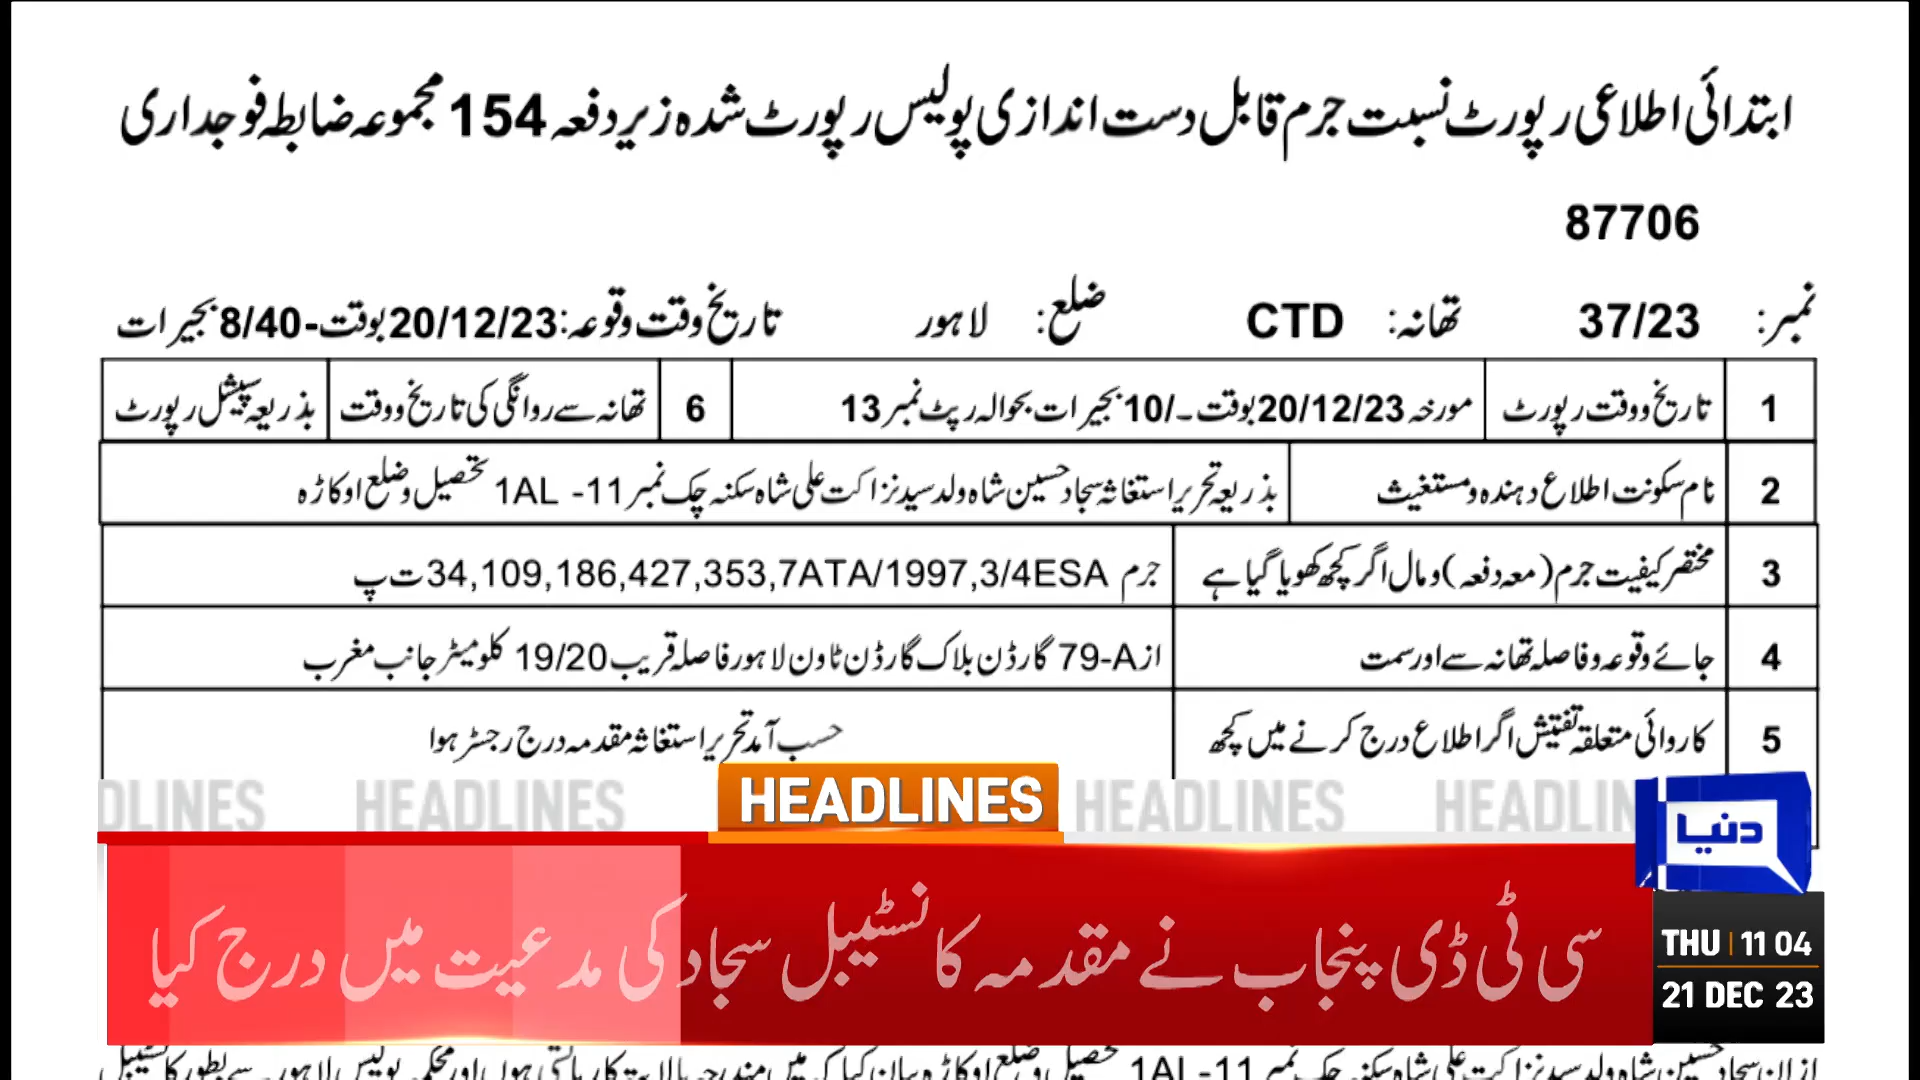 ابتدائی اطلاعی رپورٹ نسبت جرم قابل دست اندازی پولیس رپورٹ شدہ زیر دفعہ 154 مجموعہ ضابطہ فوجداری
87706
نمبر: 37/23 تھانہ: CTD ضلع: لاہور تاریخ وقت وقوعہ: 20/12/23 بوقت-8/40 بجے رات
1 تاریخ ووقت رپورٹ مورخہ 20/12/23 بوقت ۔/10 بجے رات بحوالہ رپٹ نمبر 13 6 تھانہ سے روانگی کی تاریخ ووقت بذریعہ سپیشل رپورٹ
2 نام سکونت اطلاع دہندہ و مستغیث بذریعہ تحریر استغاثہ سجاد حسین شاہ ولد سید نزاکت علی شاہ سکنہ چک نمبر 11- 1AL تحصیل وضلع اوکاڑہ
3 مختصر کیفیت جرم (معہ دفعہ) ومال اگر کچھ کھویا گیا ہے جرم 34,109,186,427,353,7ATA/1997,3/4ESA ت پ
4 جائے وقوعہ و فاصلہ تھانہ سے اور سمت از 79-A گارڈن بلاک گارڈن ٹاون لاہور فاصلہ قریب 19/20 کلومیٹر جانب مغرب
5 کاروائی متعلقہ تفتیش اگر اطلاع درج کرنے میں کچھ حسب آمد تحریر استغاثہ مقدمہ درج رجسٹر ہوا
HEADLINES
دنیا
سی ٹی ڈی پنجاب نے مقدمہ کانسٹیبل سجاد کی مدعیت میں درج کیا
THU 11 04
21 DEC 23